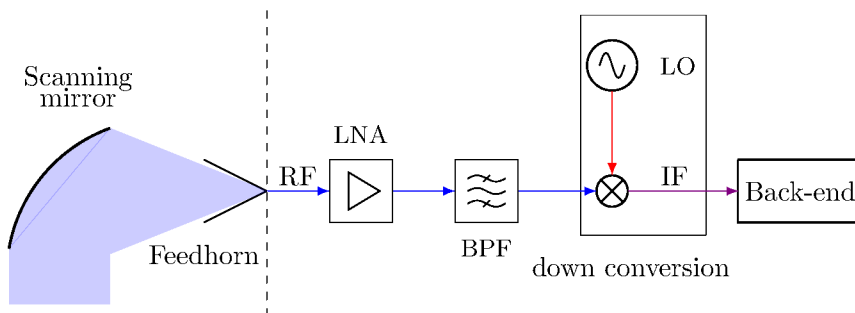 Scanning
mirror
Feedhorn
RF
LNA
BPF
LO
IF
down conversion
Back-end